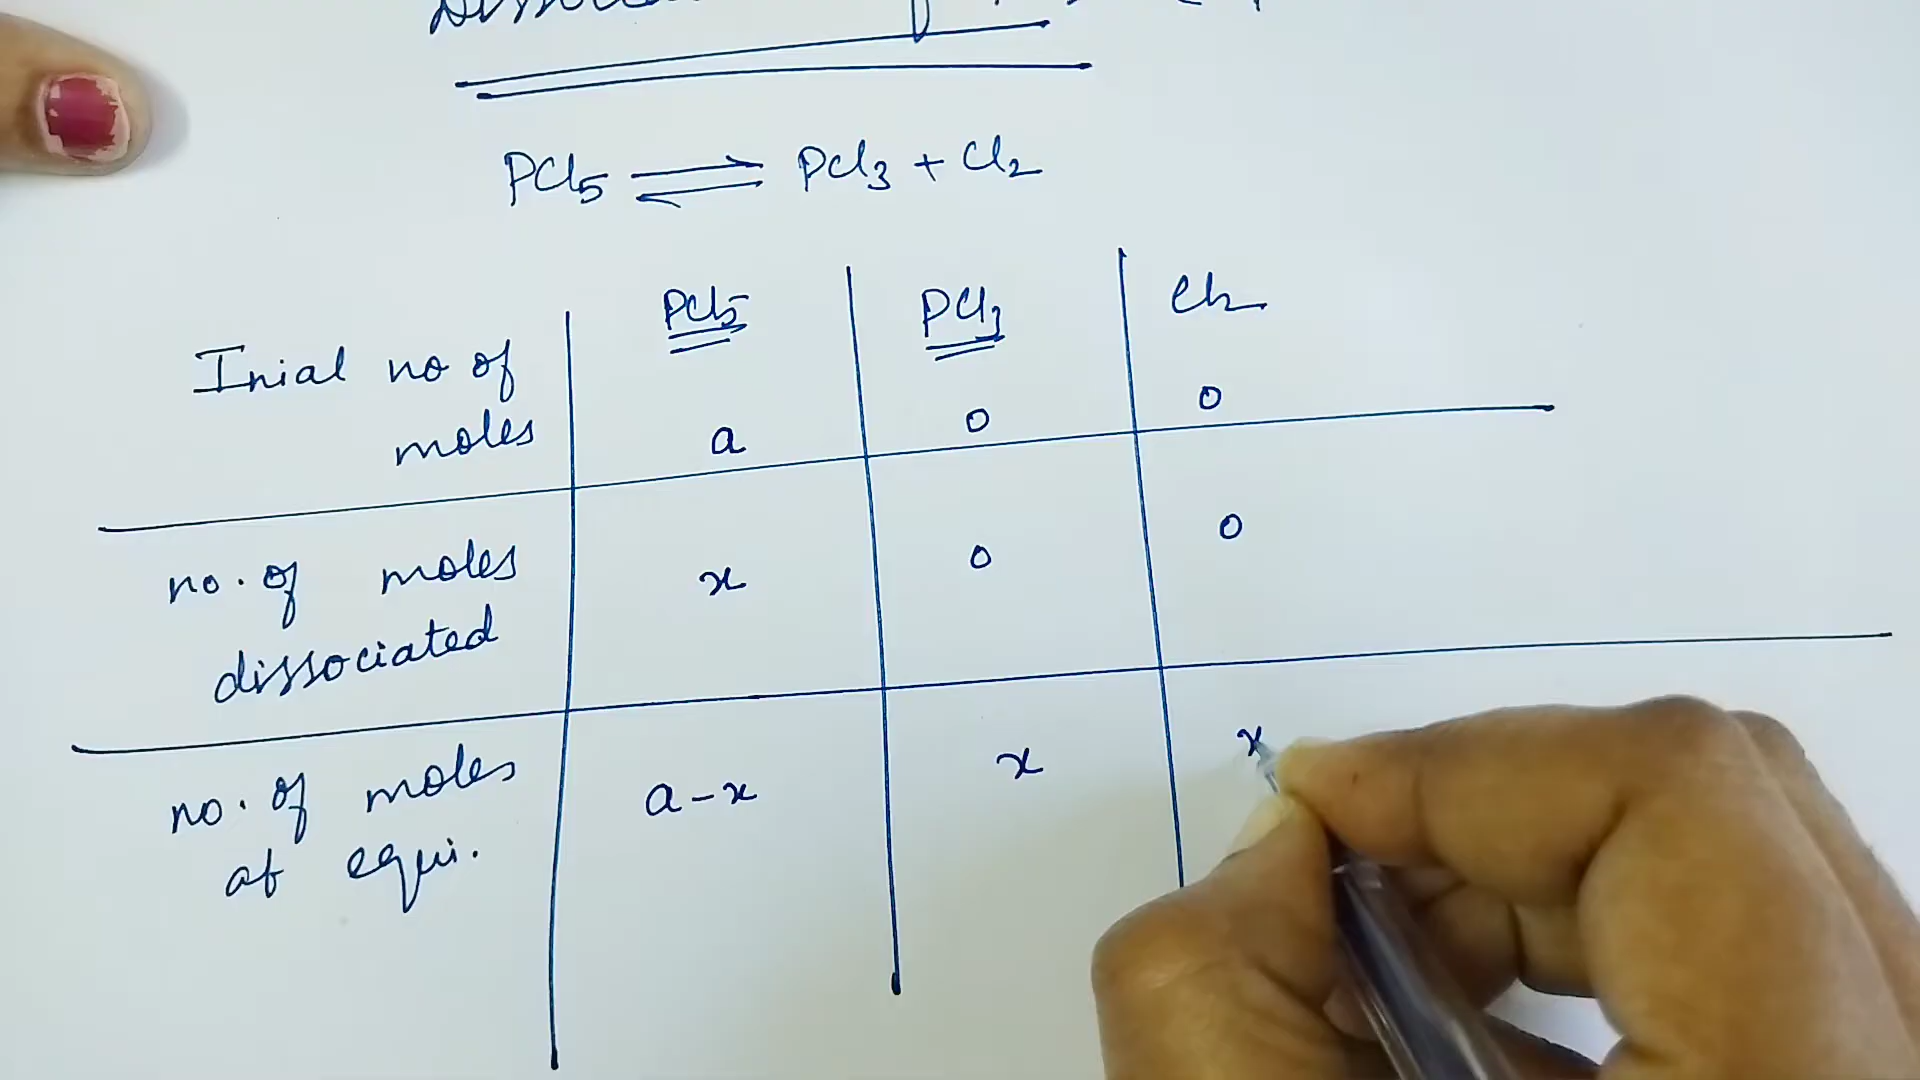 PCl5 ⇌ PCl3 + Cl2
PCl5 PCl3 Cl2
Inial no of
moles a 0 0
no. of moles x 0 0
dissociated
no. of moles a-x x x
at equi.